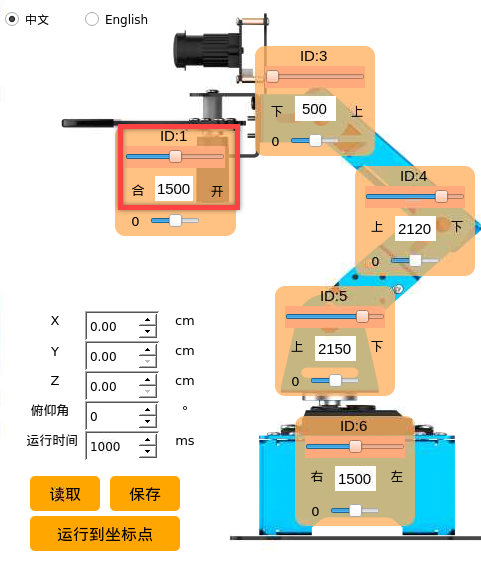 中文 English
ID:3
下 500 上
0
ID:1
合 1500 开
0
ID:4
上 2120 下
0
ID:5
上 2150 下
0
X 0.00 cm
Y 0.00 cm
Z 0.00 cm
俯仰角 0 °
运行时间 1000 ms
ID:6
右 1500 左
0
读取 保存
运行到坐标点